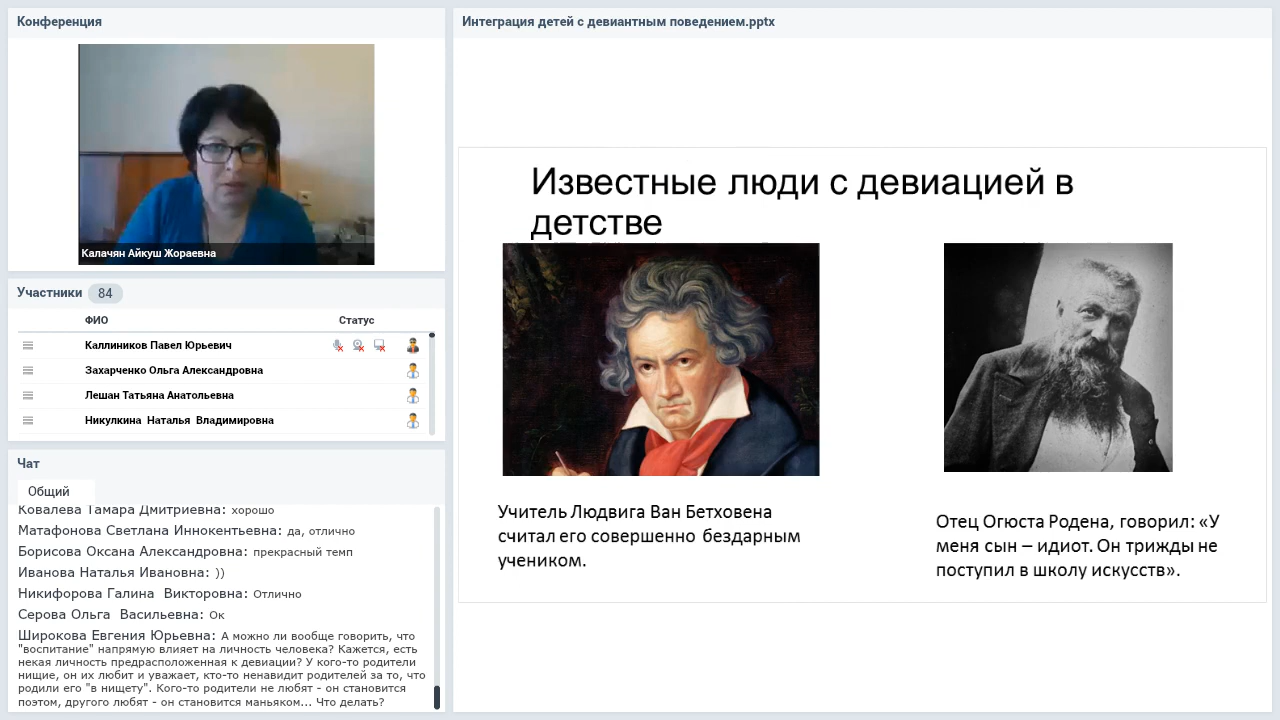 Конференция
Калачян Айкуш Жораевна
Участники 84
ФИО Статус
Каллиников Павел Юрьевич
Захарченко Ольга Александровна
Лешан Татьяна Анатольевна
Никулкина Наталья Владимировна
Чат
Общий
Ковалева Тамара Дмитриевна: хорошо
Матафонова Светлана Иннокентьевна: да, отлично
Борисова Оксана Александровна: прекрасный темп
Иванова Наталья Ивановна: ))
Никифорова Галина Викторовна: Отлично
Серова Ольга Васильевна: Ок
Широкова Евгения Юрьевна: А можно ли вообще говорить, что
"воспитание" напрямую влияет на личность человека? Кажется, есть
некая личность предрасположенная к девиации? У кого-то родители
нищие, он их любит и уважает, кто-то ненавидит родителей за то, что
родили его "в нищету". Кого-то родители не любят - он становится
поэтом, другого любят - он становится маньяком... Что делать?
Интеграция детей с девиантным поведением.pptx
Известные люди с девиацией в
детстве
Учитель Людвига Ван Бетховена
считал его совершенно бездарным
учеником.
Отец Огюста Родена, говорил: «У
меня сын – идиот. Он трижды не
поступил в школу искусств».